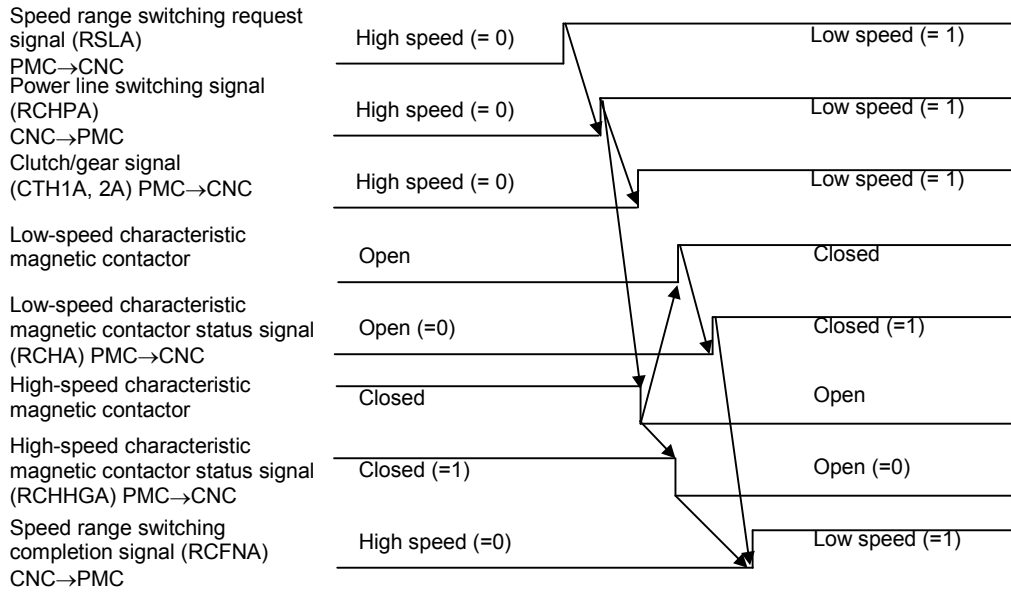 Speed range switching request
signal (RSLA)
PMC→CNC
High speed (= 0)
Low speed (= 1)
Power line switching signal
(RCHPA)
CNC→PMC
High speed (= 0)
Low speed (= 1)
Clutch/gear signal
(CTH1A, 2A) PMC→CNC
High speed (= 0)
Low speed (= 1)
Low-speed characteristic
magnetic contactor
Open
Closed
Low-speed characteristic
magnetic contactor status signal
(RCHA) PMC→CNC
Open (=0)
Closed (=1)
High-speed characteristic
magnetic contactor
Closed
Open
High-speed characteristic
magnetic contactor status signal
(RCHHGA) PMC→CNC
Closed (=1)
Open (=0)
Speed range switching
completion signal (RCFNA)
CNC→PMC
High speed (=0)
Low speed (=1)